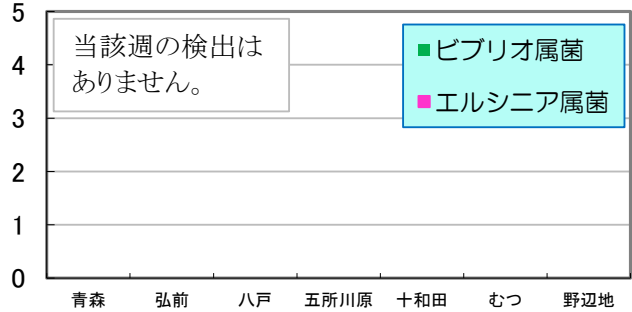 5
4
3
2
1
0
当該週の検出は
ありません。
■ビブリオ属菌
■エルシニア属菌
青森 弘前 八戸 五所川原 十和田 むつ 野辺地